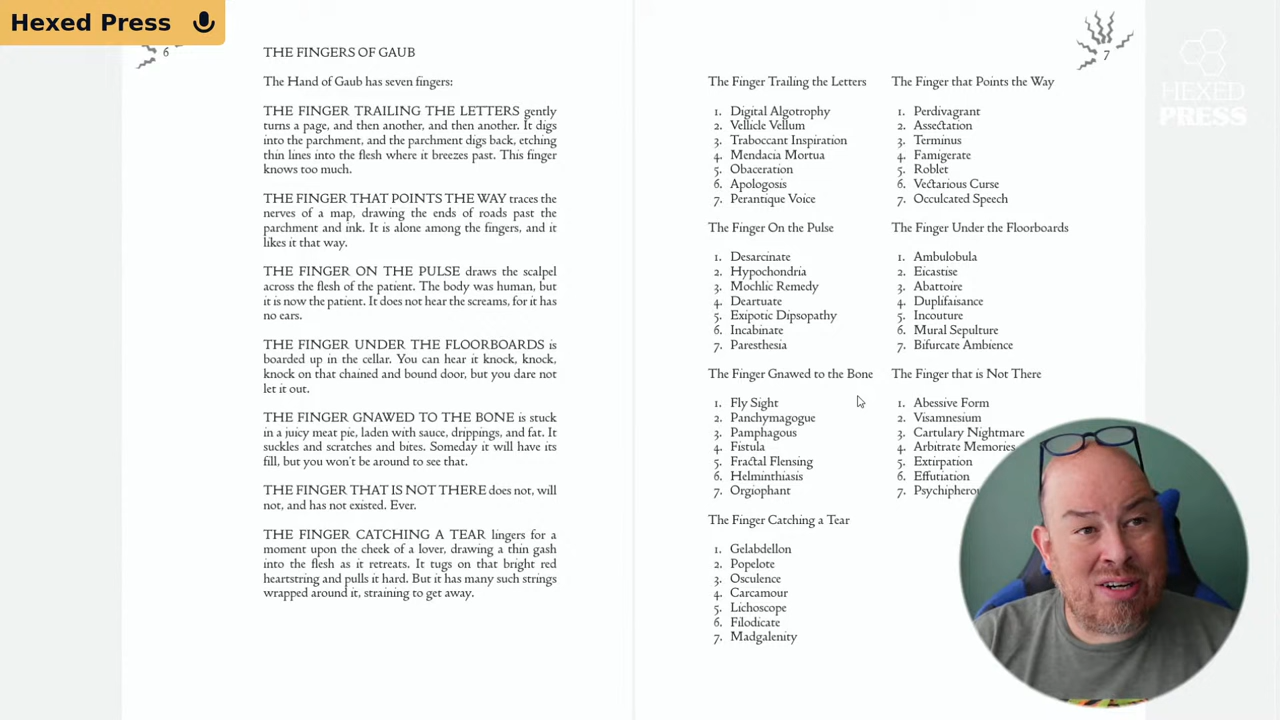 Hexed Press
6
THE FINGERS OF GAUB
The Hand of Gaub has seven fingers:
THE FINGER TRAILING THE LETTERS gently
turns a page, and then another, and then another. It digs
into the parchment, and the parchment digs back, etching
thin lines into the flesh where it breezes past. This finger
knows too much.
THE FINGER THAT POINTS THE WAY traces the
nerves of a map, drawing the ends of roads past the
parchment and ink. It is alone among the fingers, and it
likes it that way.
THE FINGER ON THE PULSE draws the scalpel
across the flesh of the patient. The body was human, but
it is now the patient. It does not hear the screams, for it has
no ears.
THE FINGER UNDER THE FLOORBOARDS is
boarded up in the cellar. You can hear it knock, knock,
knock on that chained and bound door, but you dare not
let it out.
THE FINGER GNAWED TO THE BONE is stuck
in a juicy meat pie, laden with sauce, drippings, and fat. It
suckles and scratches and bites. Someday it will have its
fill, but you won't be around to see that.
THE FINGER THAT IS NOT THERE does not, will
not, and has not existed. Ever.
THE FINGER CATCHING A TEAR lingers for a
moment upon the cheek of a lover, drawing a thin gash
into the flesh as it retreats. It tugs on that bright red
heartstring and pulls it hard. But it has many such strings
wrapped around it, straining to get away.
7
The Finger Trailing the Letters
1. Digital Algotrophy
2. Vellicle Vellum
3. Traboccant Inspiration
4. Mendacia Mortua
5. Obaceration
6. Apologosis
7. Perantique Voice
The Finger that Points the Way
1. Perdivagrant
2. Assectation
3. Terminus
4. Famigerate
5. Roblet
6. Vectarious Curse
7. Occulcated Speech
The Finger On the Pulse
1. Desarcinate
2. Hypochondria
3. Mochlic Remedy
4. Deartuate
5. Exipotic Dipsopathy
6. Incabinate
7. Paresthesia
The Finger Under the Floorboards
1. Ambulobula
2. Eicastise
3. Abattoire
4. Duplifaisance
5. Incouture
6. Mural Sepulture
7. Bifurcate Ambience
The Finger Gnawed to the Bone
1. Fly Sight
2. Panchymagogue
3. Pamphagous
4. Fistula
5. Fractal Flensing
6. Helminthiasis
7. Orgiophant
The Finger that is Not There
1. Abessive Form
2. Visamnesium
3. Cartulary Nightmare
4. Arbitrate Memories
5. Extirpation
6. Effutiation
7.
The Finger Catching a Tear
1. Gelabdellon
2. Popelote
3. Osculence
4. Carcamour
5. Lichoscope
6. Filodicate
7. Madgalenity
HEXED
PRESS